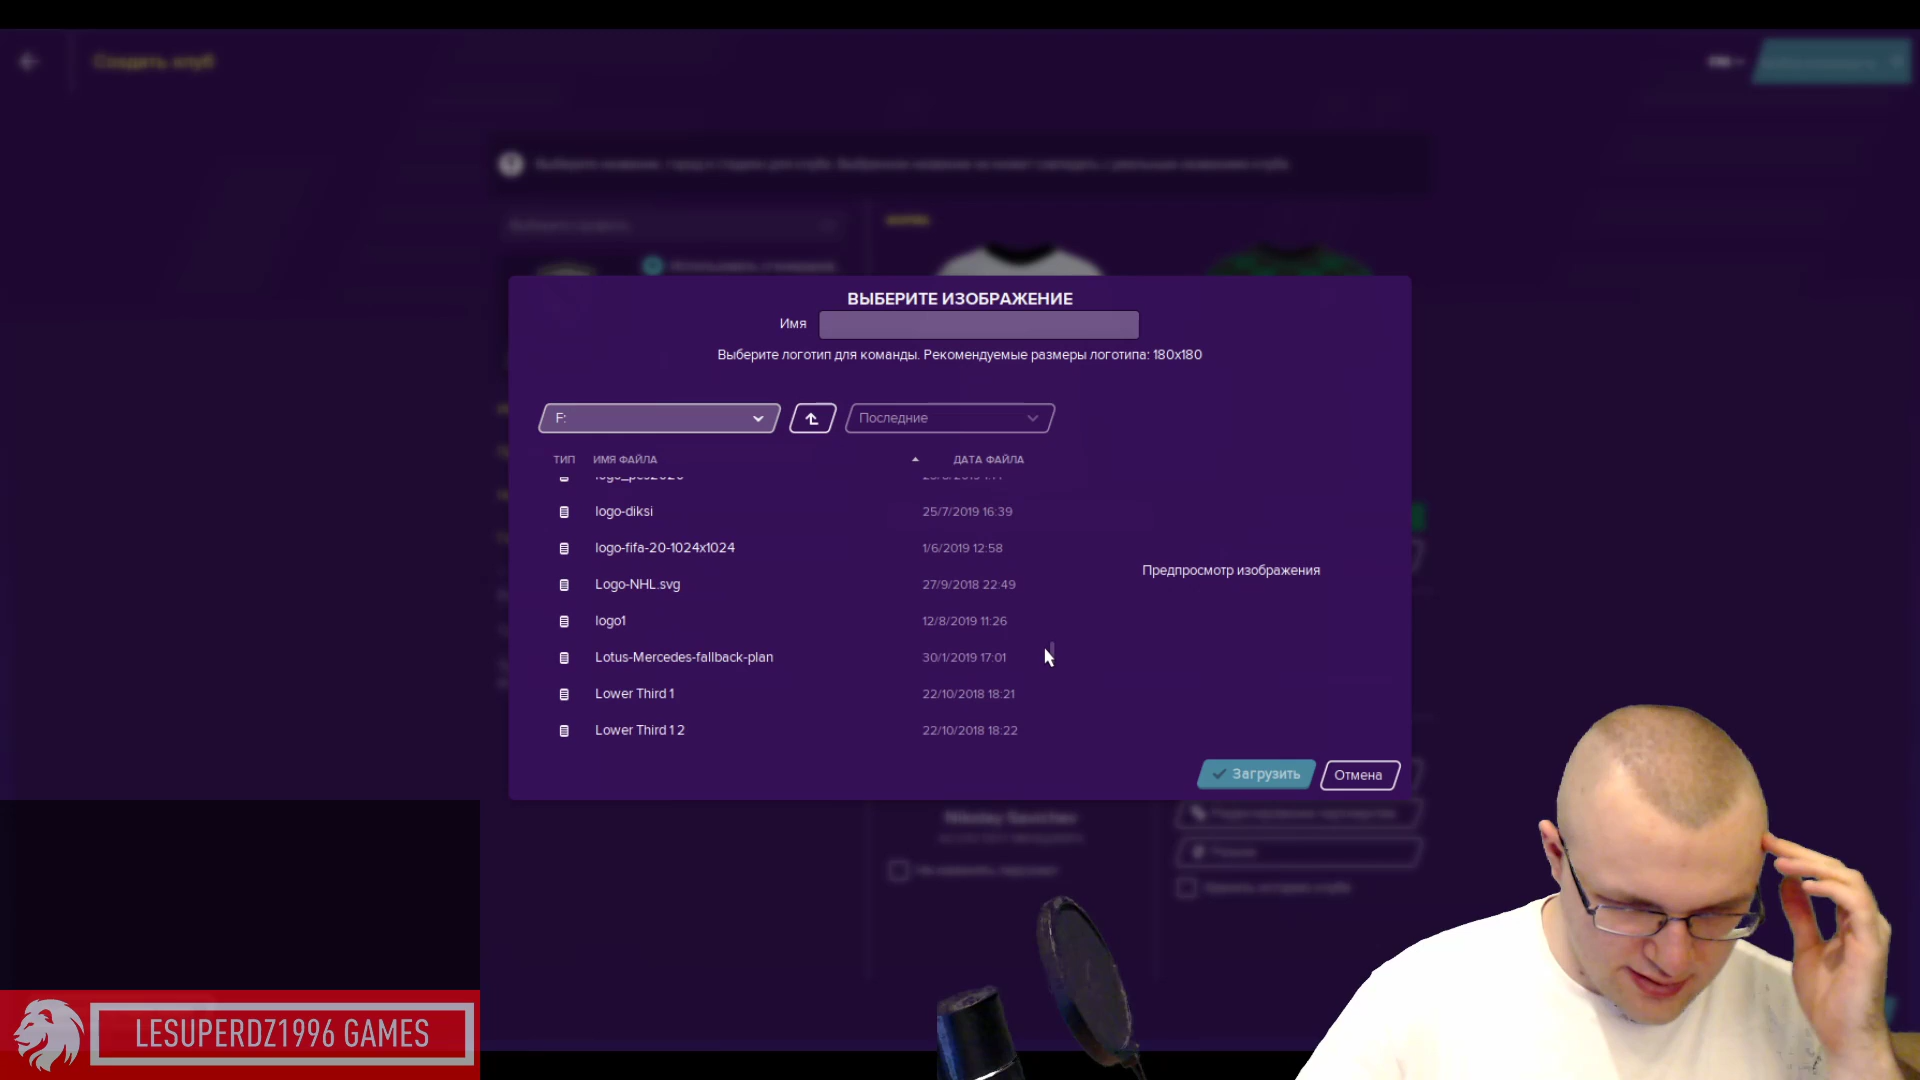 Создать клуб
ВЫБЕРИТЕ ИЗОБРАЖЕНИЕ
Имя
Выберите логотип для команды. Рекомендуемые размеры логотипа: 180x180
F:
Последние
ТИП ИМЯ ФАЙЛА ДАТА ФАЙЛА
logo-diksi 25/7/2019 16:39
logo-fifa-20-1024x1024 1/6/2019 12:58
Logo-NHL.svg 27/9/2018 22:49
logo1 12/8/2019 11:26
Lotus-Mercedes-fallback-plan 30/1/2019 17:01
Lower Third 1 22/10/2018 18:21
Lower Third 1 2 22/10/2018 18:22
Предпросмотр изображения
Загрузить
Отмена
LESUPERDZ1996 GAMES